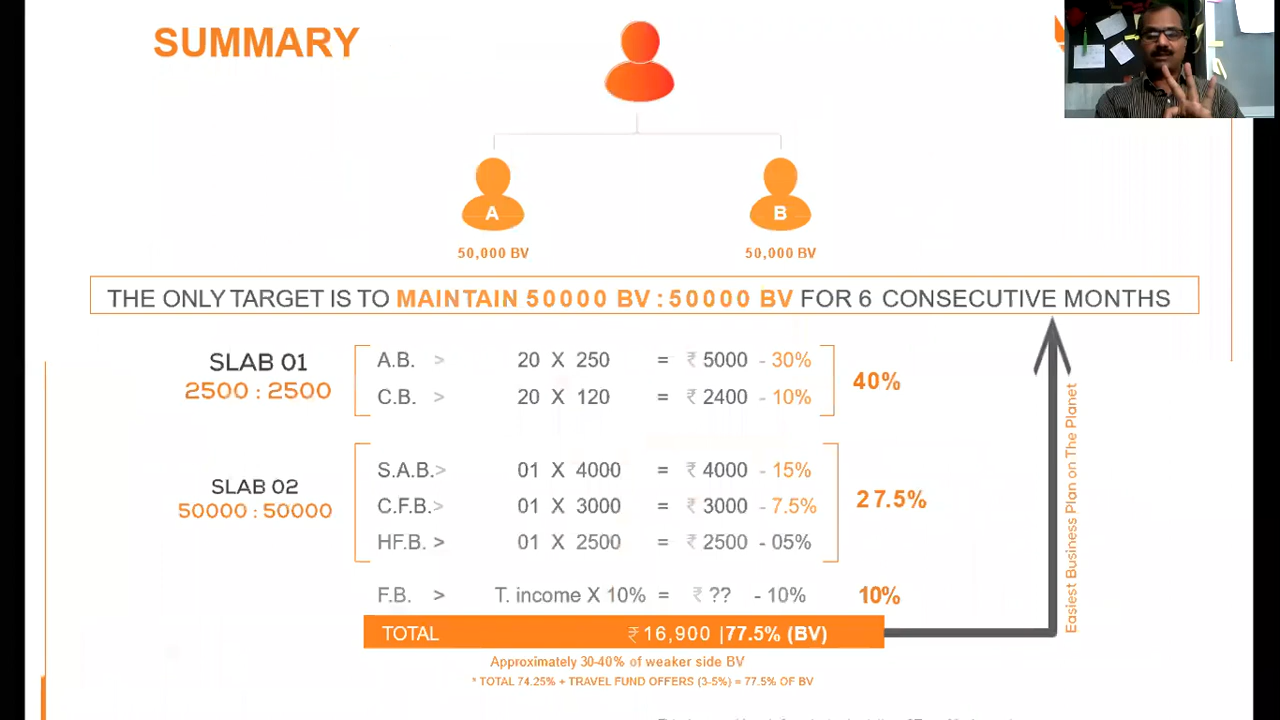 SUMMARY
A
B
50,000 BV
50,000 BV
THE ONLY TARGET IS TO MAINTAIN 50000 BV : 50000 BV FOR 6 CONSECUTIVE MONTHS
SLAB 01
2500 : 2500
A.B. > 20 X 250 = ₹ 5000 - 30%
C.B. > 20 X 120 = ₹ 2400 - 10%
40%
SLAB 02
50000 : 50000
S.A.B.> 01 X 4000 = ₹ 4000 - 15%
C.F.B.> 01 X 3000 = ₹ 3000 - 7.5%
HF.B. > 01 X 2500 = ₹ 2500 - 05%
27.5%
F.B. > T. income X 10% = ₹ ?? - 10% 10%
TOTAL ₹ 16,900 |77.5% (BV)
Approximately 30-40% of weaker side BV
* TOTAL 74.25% + TRAVEL FUND OFFERS (3-5%) = 77.5% OF BV
Easiest Business Plan on The Planet